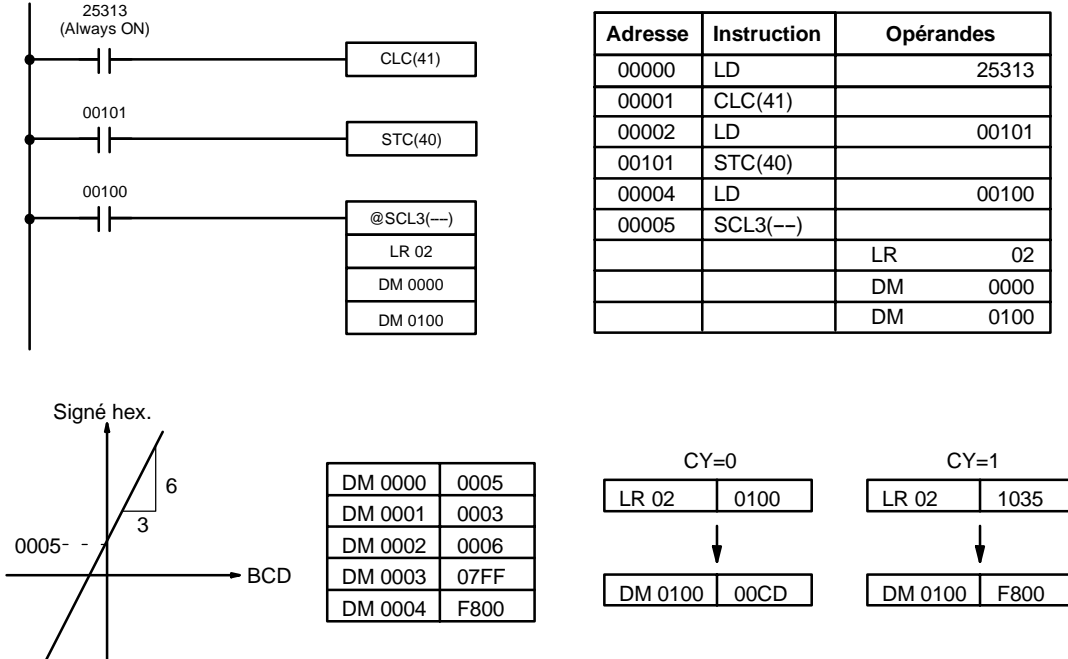 25313
(Always ON)
CLC(41)
00101
STC(40)
00100
@SCL3(––)
LR 02
DM 0000
DM 0100
Adresse Instruction Opérandes
00000 LD 25313
00001 CLC(41)
00002 LD 00101
00101 STC(40)
00004 LD 00100
00005 SCL3(––)
LR 02
DM 0000
DM 0100
Signé hex.
6
3
0005
BCD
DM 0000 0005
DM 0001 0003
DM 0002 0006
DM 0003 07FF
DM 0004 F800
CY=0
LR 02 0100
DM 0100 00CD
CY=1
LR 02 1035
DM 0100 F800